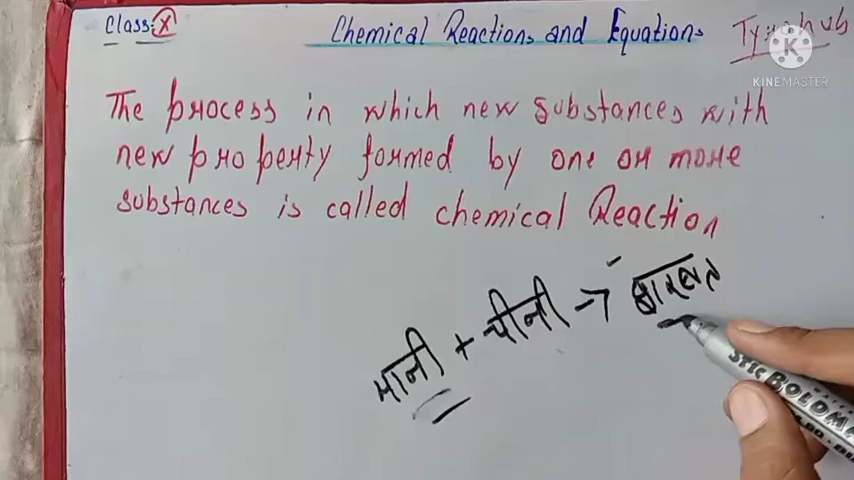 Class:- X
Chemical Reactions and Equations
K
KINEMASTER
The process in which new substances with
new property formed by one or more
substances is called chemical Reaction
पानी + चीनी →